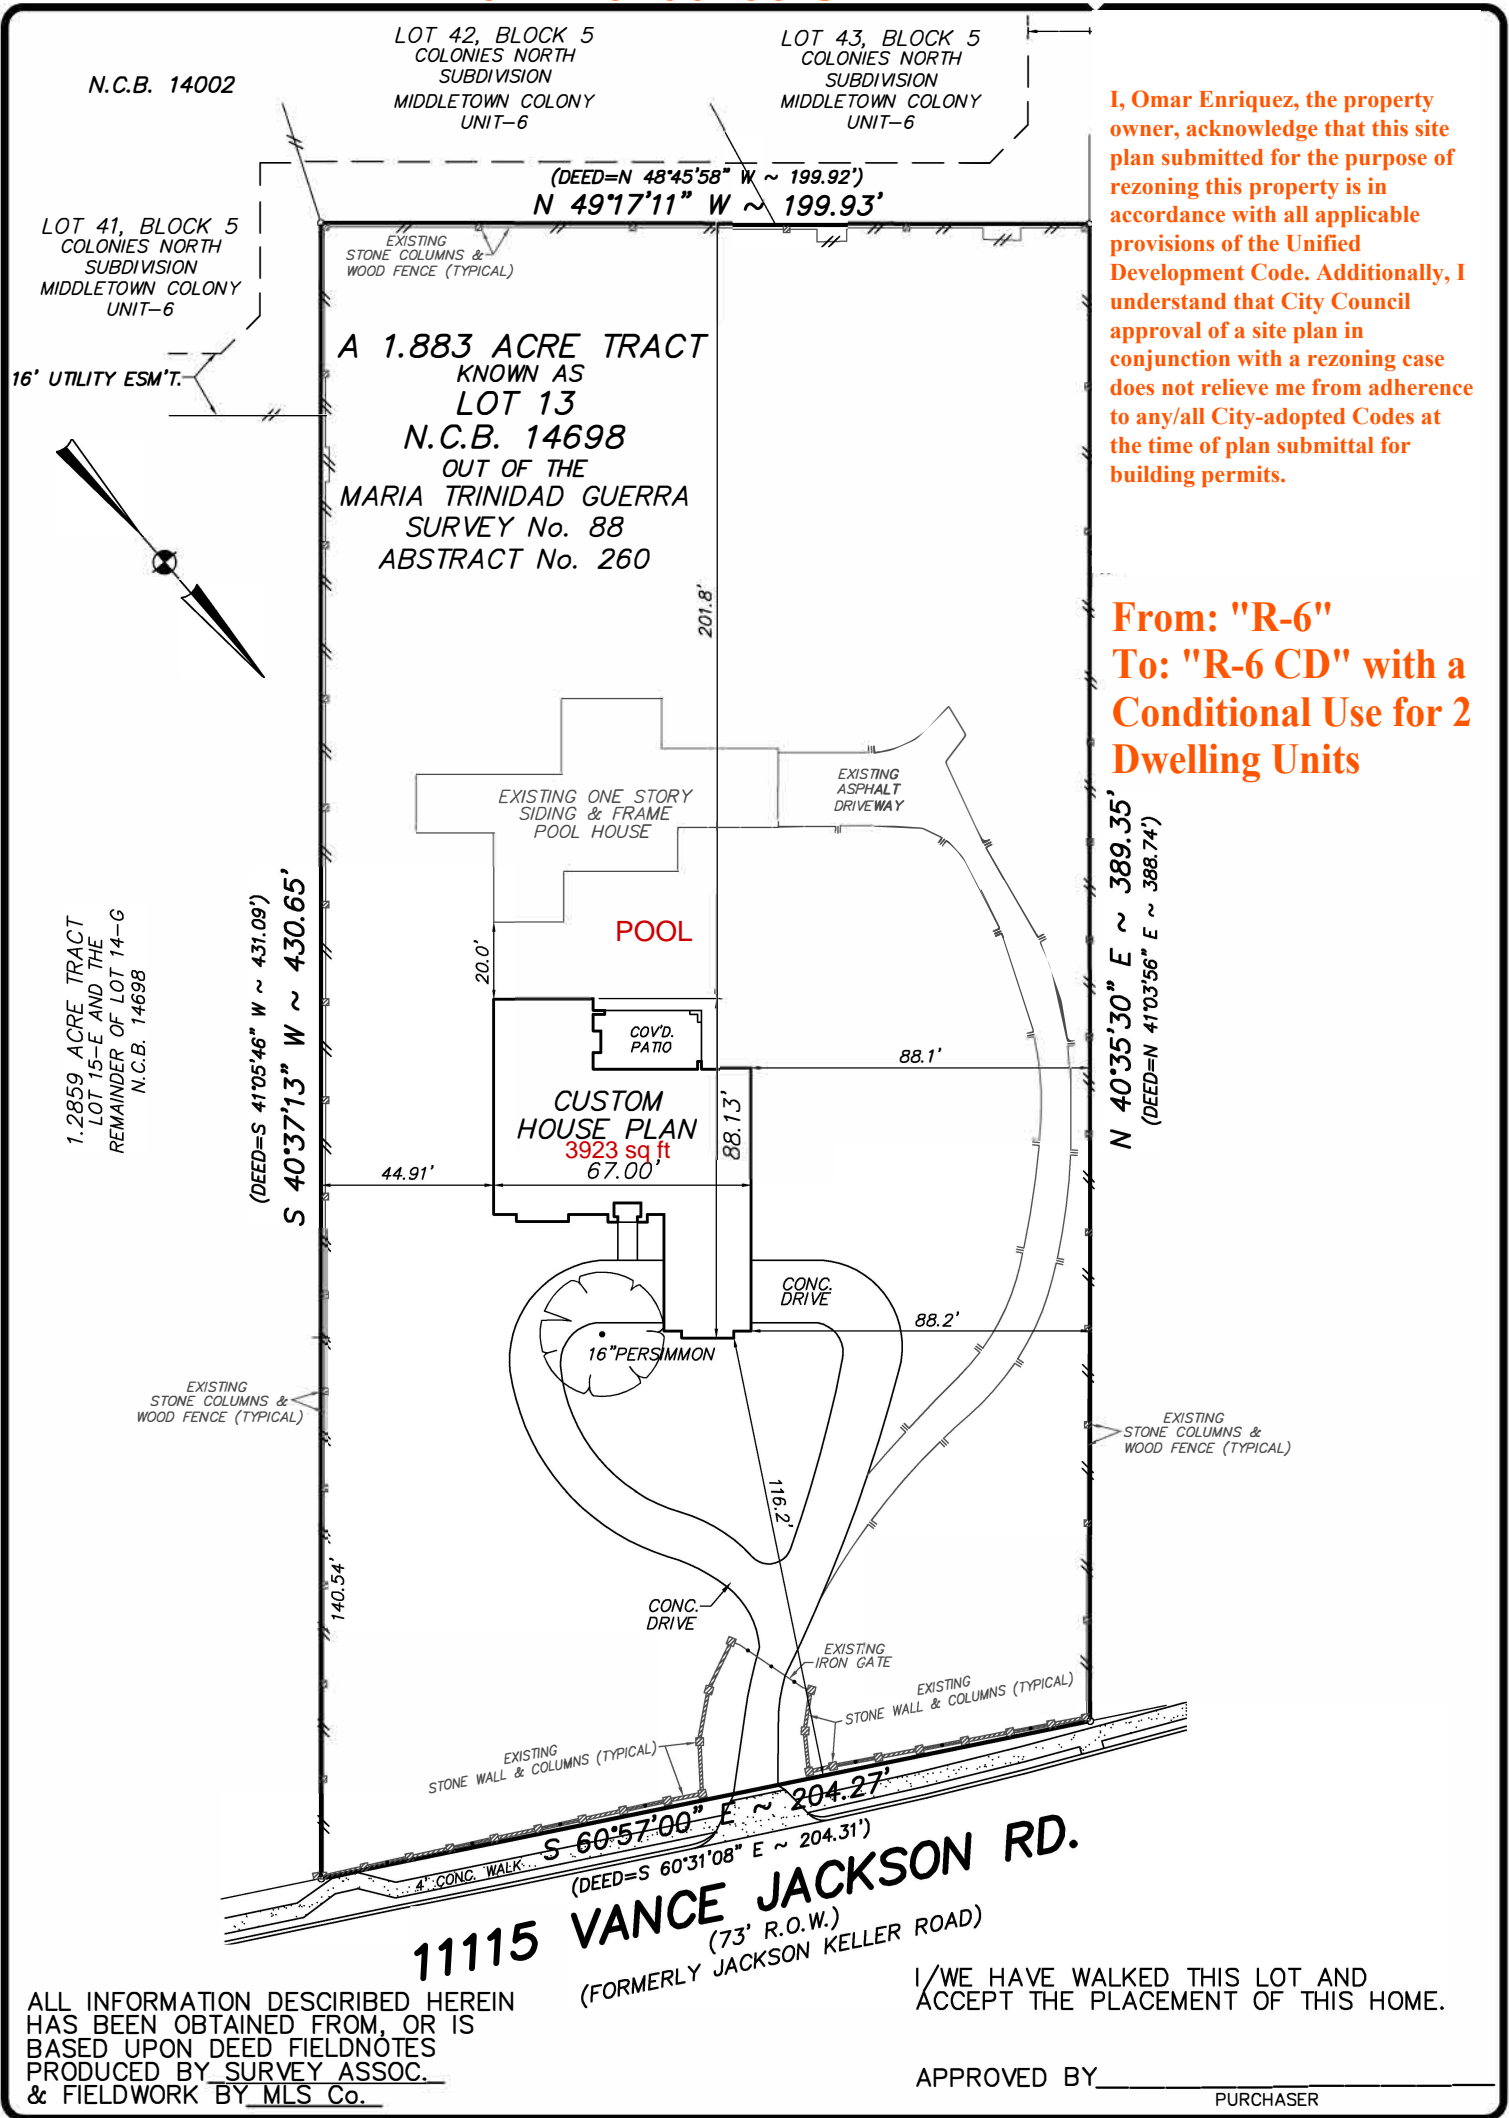 LOT 42, BLOCK 5
COLONIES NORTH
SUBDIVISION
MIDDLETOWN COLONY
UNIT-6
LOT 43, BLOCK 5
COLONIES NORTH
SUBDIVISION
MIDDLETOWN COLONY
UNIT-6
N.C.B. 14002
I, Omar Enriquez, the property
owner, acknowledge that this site
plan submitted for the purpose of
rezoning this property is in
accordance with all applicable
provisions of the Unified
Development Code. Additionally, I
understand that City Council
approval of a site plan in
conjunction with a rezoning case
does not relieve me from adherence
to any/all City-adopted Codes at
the time of plan submittal for
building permits.
(DEED=N 48°45'58" W ~ 199.92')
N 49°17'11" W ~ 199.93'
LOT 41, BLOCK 5
COLONIES NORTH
SUBDIVISION
MIDDLETOWN COLONY
UNIT-6
EXISTING
STONE COLUMNS &
WOOD FENCE (TYPICAL)
16' UTILITY ESM'T.
A 1.883 ACRE TRACT
KNOWN AS
LOT 13
N.C.B. 14698
OUT OF THE
MARIA TRINIDAD GUERRA
SURVEY No. 88
ABSTRACT No. 260
201.8'
From: "R-6"
To: "R-6 CD" with a
Conditional Use for 2
Dwelling Units
EXISTING ONE STORY
SIDING & FRAME
POOL HOUSE
EXISTING
ASPHALT
DRIVEWAY
N 40°35'30" E ~ 389.35'
(DEED=N 41°03'56" E ~ 388.74')
1.2859 ACRE TRACT
LOT 15-E AND THE
REMAINDER OF LOT 14-G
N.C.B. 14698
(DEED=S 41°05'46" W ~ 431.09')
S 40°37'13" W ~ 430.65'
20.0'
POOL
COV'D.
PATIO
88.1'
CUSTOM
HOUSE PLAN
3923 sq ft
67.00'
88.13'
44.91'
CONC.
DRIVE
88.2'
16"PERSIMMON
EXISTING
STONE COLUMNS &
WOOD FENCE (TYPICAL)
EXISTING
STONE COLUMNS &
WOOD FENCE (TYPICAL)
116.2'
140.54'
CONC.
DRIVE
EXISTING
IRON GATE
EXISTING
STONE WALL & COLUMNS (TYPICAL)
EXISTING
STONE WALL & COLUMNS (TYPICAL)
S 60°57'00" E ~ 204.27'
(DEED=S 60°31'08" E ~ 204.31')
4' CONC. WALK
11115 VANCE JACKSON RD.
(73' R.O.W.)
(FORMERLY JACKSON KELLER ROAD)
ALL INFORMATION DESCIRIBED HEREIN
HAS BEEN OBTAINED FROM, OR IS
BASED UPON DEED FIELDNOTES
PRODUCED BY SURVEY ASSOC.
& FIELDWORK BY MLS Co.
I/WE HAVE WALKED THIS LOT AND
ACCEPT THE PLACEMENT OF THIS HOME.
APPROVED BY
PURCHASER